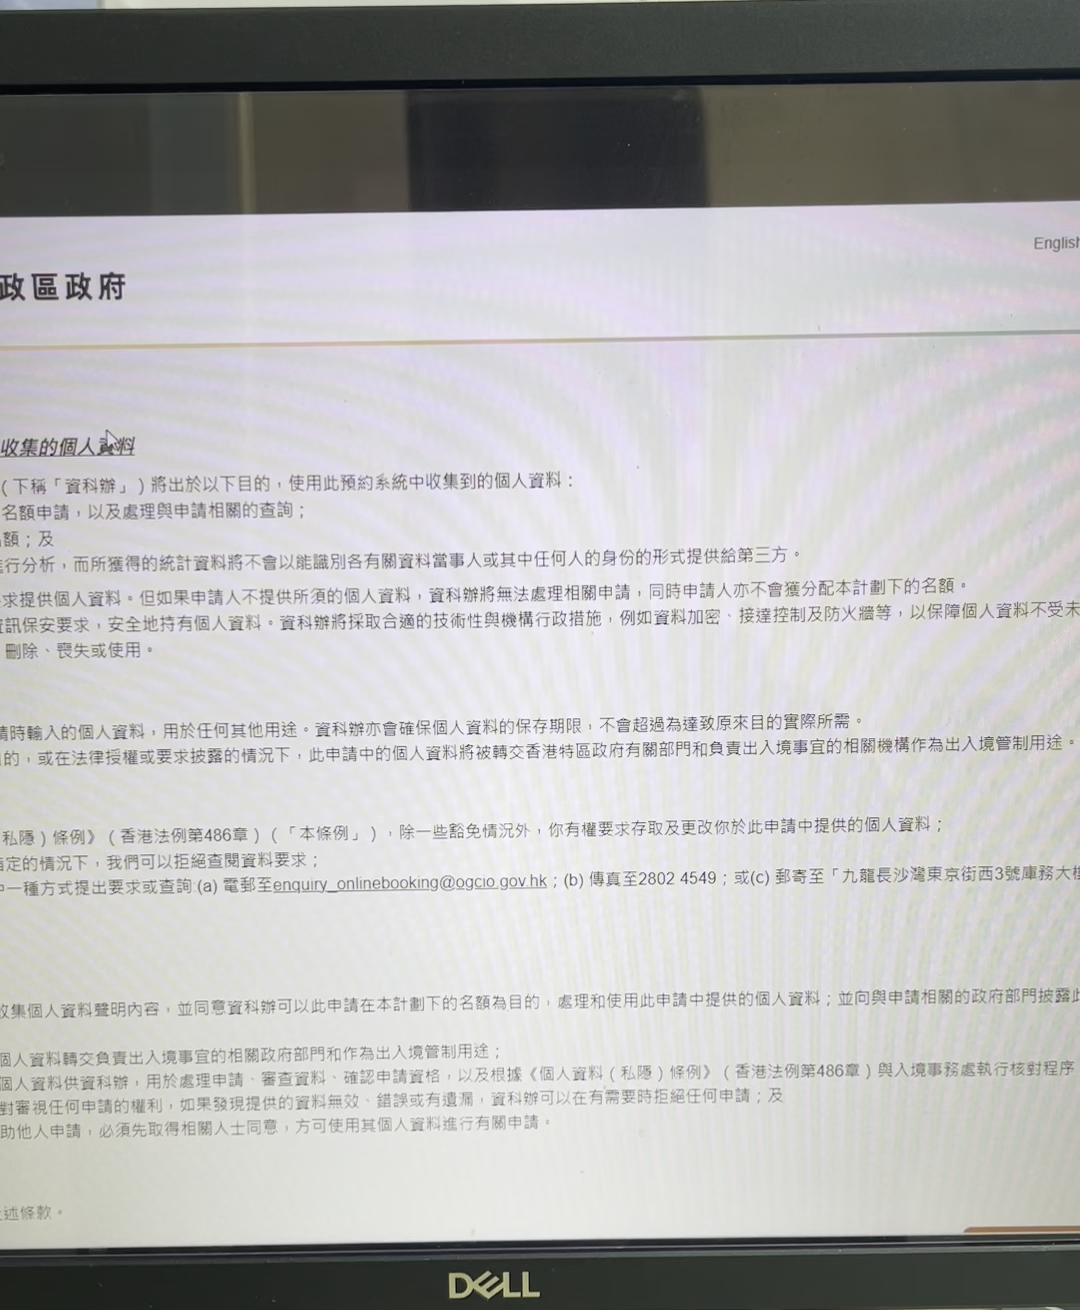 English
政區政府
收集的個人資料
(下稱「資科辦」)將出於以下目的，使用此預約系統中收集到的個人資料：
名額申請，以及處理與申請相關的查詢；
額；及
行分析，而所獲得的統計資料將不會以能識別各有關資料當事人或其中任何人的身份的形式提供給第三方。
求提供個人資料。但如果申請人不提供所須的個人資料，資科辦將無法處理相關申請，同時申請人亦不會獲分配本計劃下的名額。
資訊保安要求，安全地持有個人資料。資科辦將採取合適的技術性與機構行政措施，例如資料加密、接達控制及防火牆等，以保障個人資料不受未
刪除、喪失或使用。
請時輸入的個人資料，用於任何其他用途。資科辦亦會確保個人資料的保存期限，不會超過為達致原來目的實際所需。
的，或在法律授權或要求披露的情況下，此申請中的個人資料將被轉交香港特區政府有關部門和負責出入境事宜的相關機構作為出入境管制用途。
私隱)條例》(香港法例第486章)(「本條例」)，除一些豁免情況外，你有權要求存取及更改你於此申請中提供的個人資料；
指定的情況下，我們可以拒絕查閱資料要求；
一種方式提出要求或查詢 (a) 電郵至enquiry_onlinebooking@ogcio.gov.hk；(b) 傳真至2802 4549；或(c) 郵寄至「九龍長沙灣東京街西3號庫務大樓
收集個人資料聲明內容，並同意資科辦可以此申請在本計劃下的名額為目的，處理和使用此申請中提供的個人資料；並向與申請相關的政府部門披露此
個人資料轉交負責出入境事宜的相關政府部門和作為出入境管制用途；
個人資料供資科辦，用於處理申請、審查資料、確認申請資格，以及根據《個人資料(私隱)條例》(香港法例第486章)與入境事務處執行核對程序
對審視任何申請的權利，如果發現提供的資料無效、錯誤或有遺漏，資科辦可以在有需要時拒絕任何申請；及
助他人申請，必須先取得相關人士同意，方可使用其個人資料進行有關申請。
述條款。
DELL